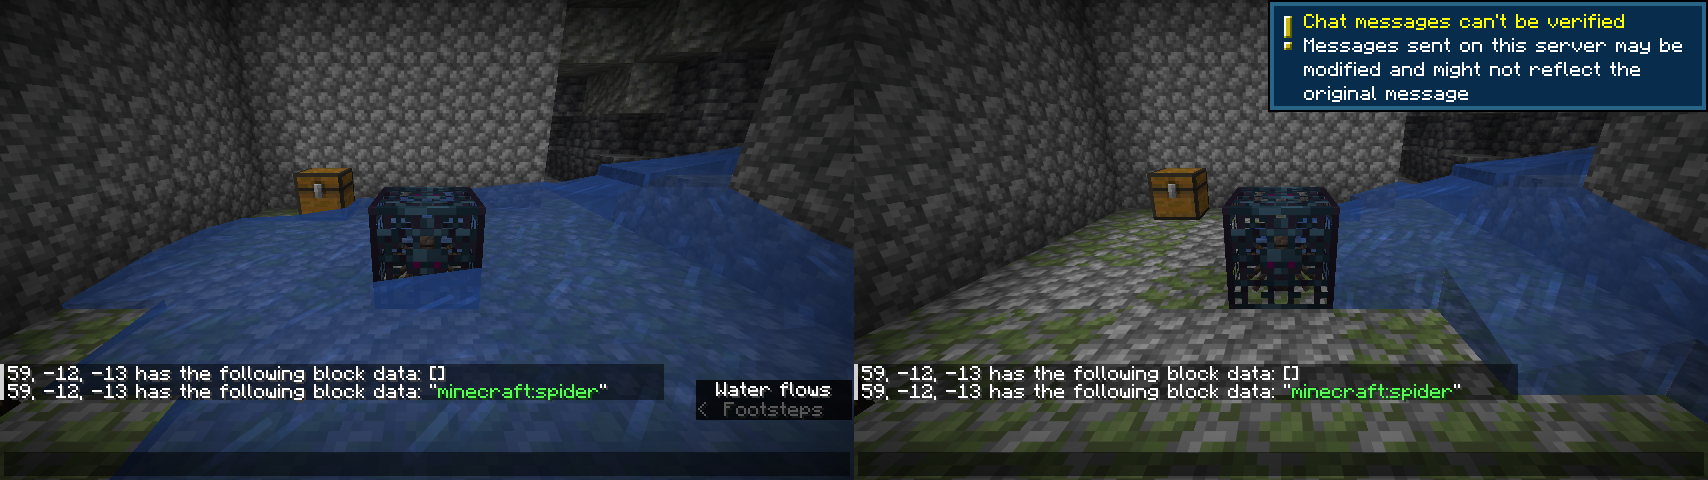 59, -12, -13 has the following block data: []
59, -12, -13 has the following block data: "minecraft:spider"
Water flows
< Footsteps
Chat messages can't be verified
Messages sent on this server may be
modified and might not reflect the
original message
59, -12, -13 has the following block data: []
59, -12, -13 has the following block data: "minecraft:spider"